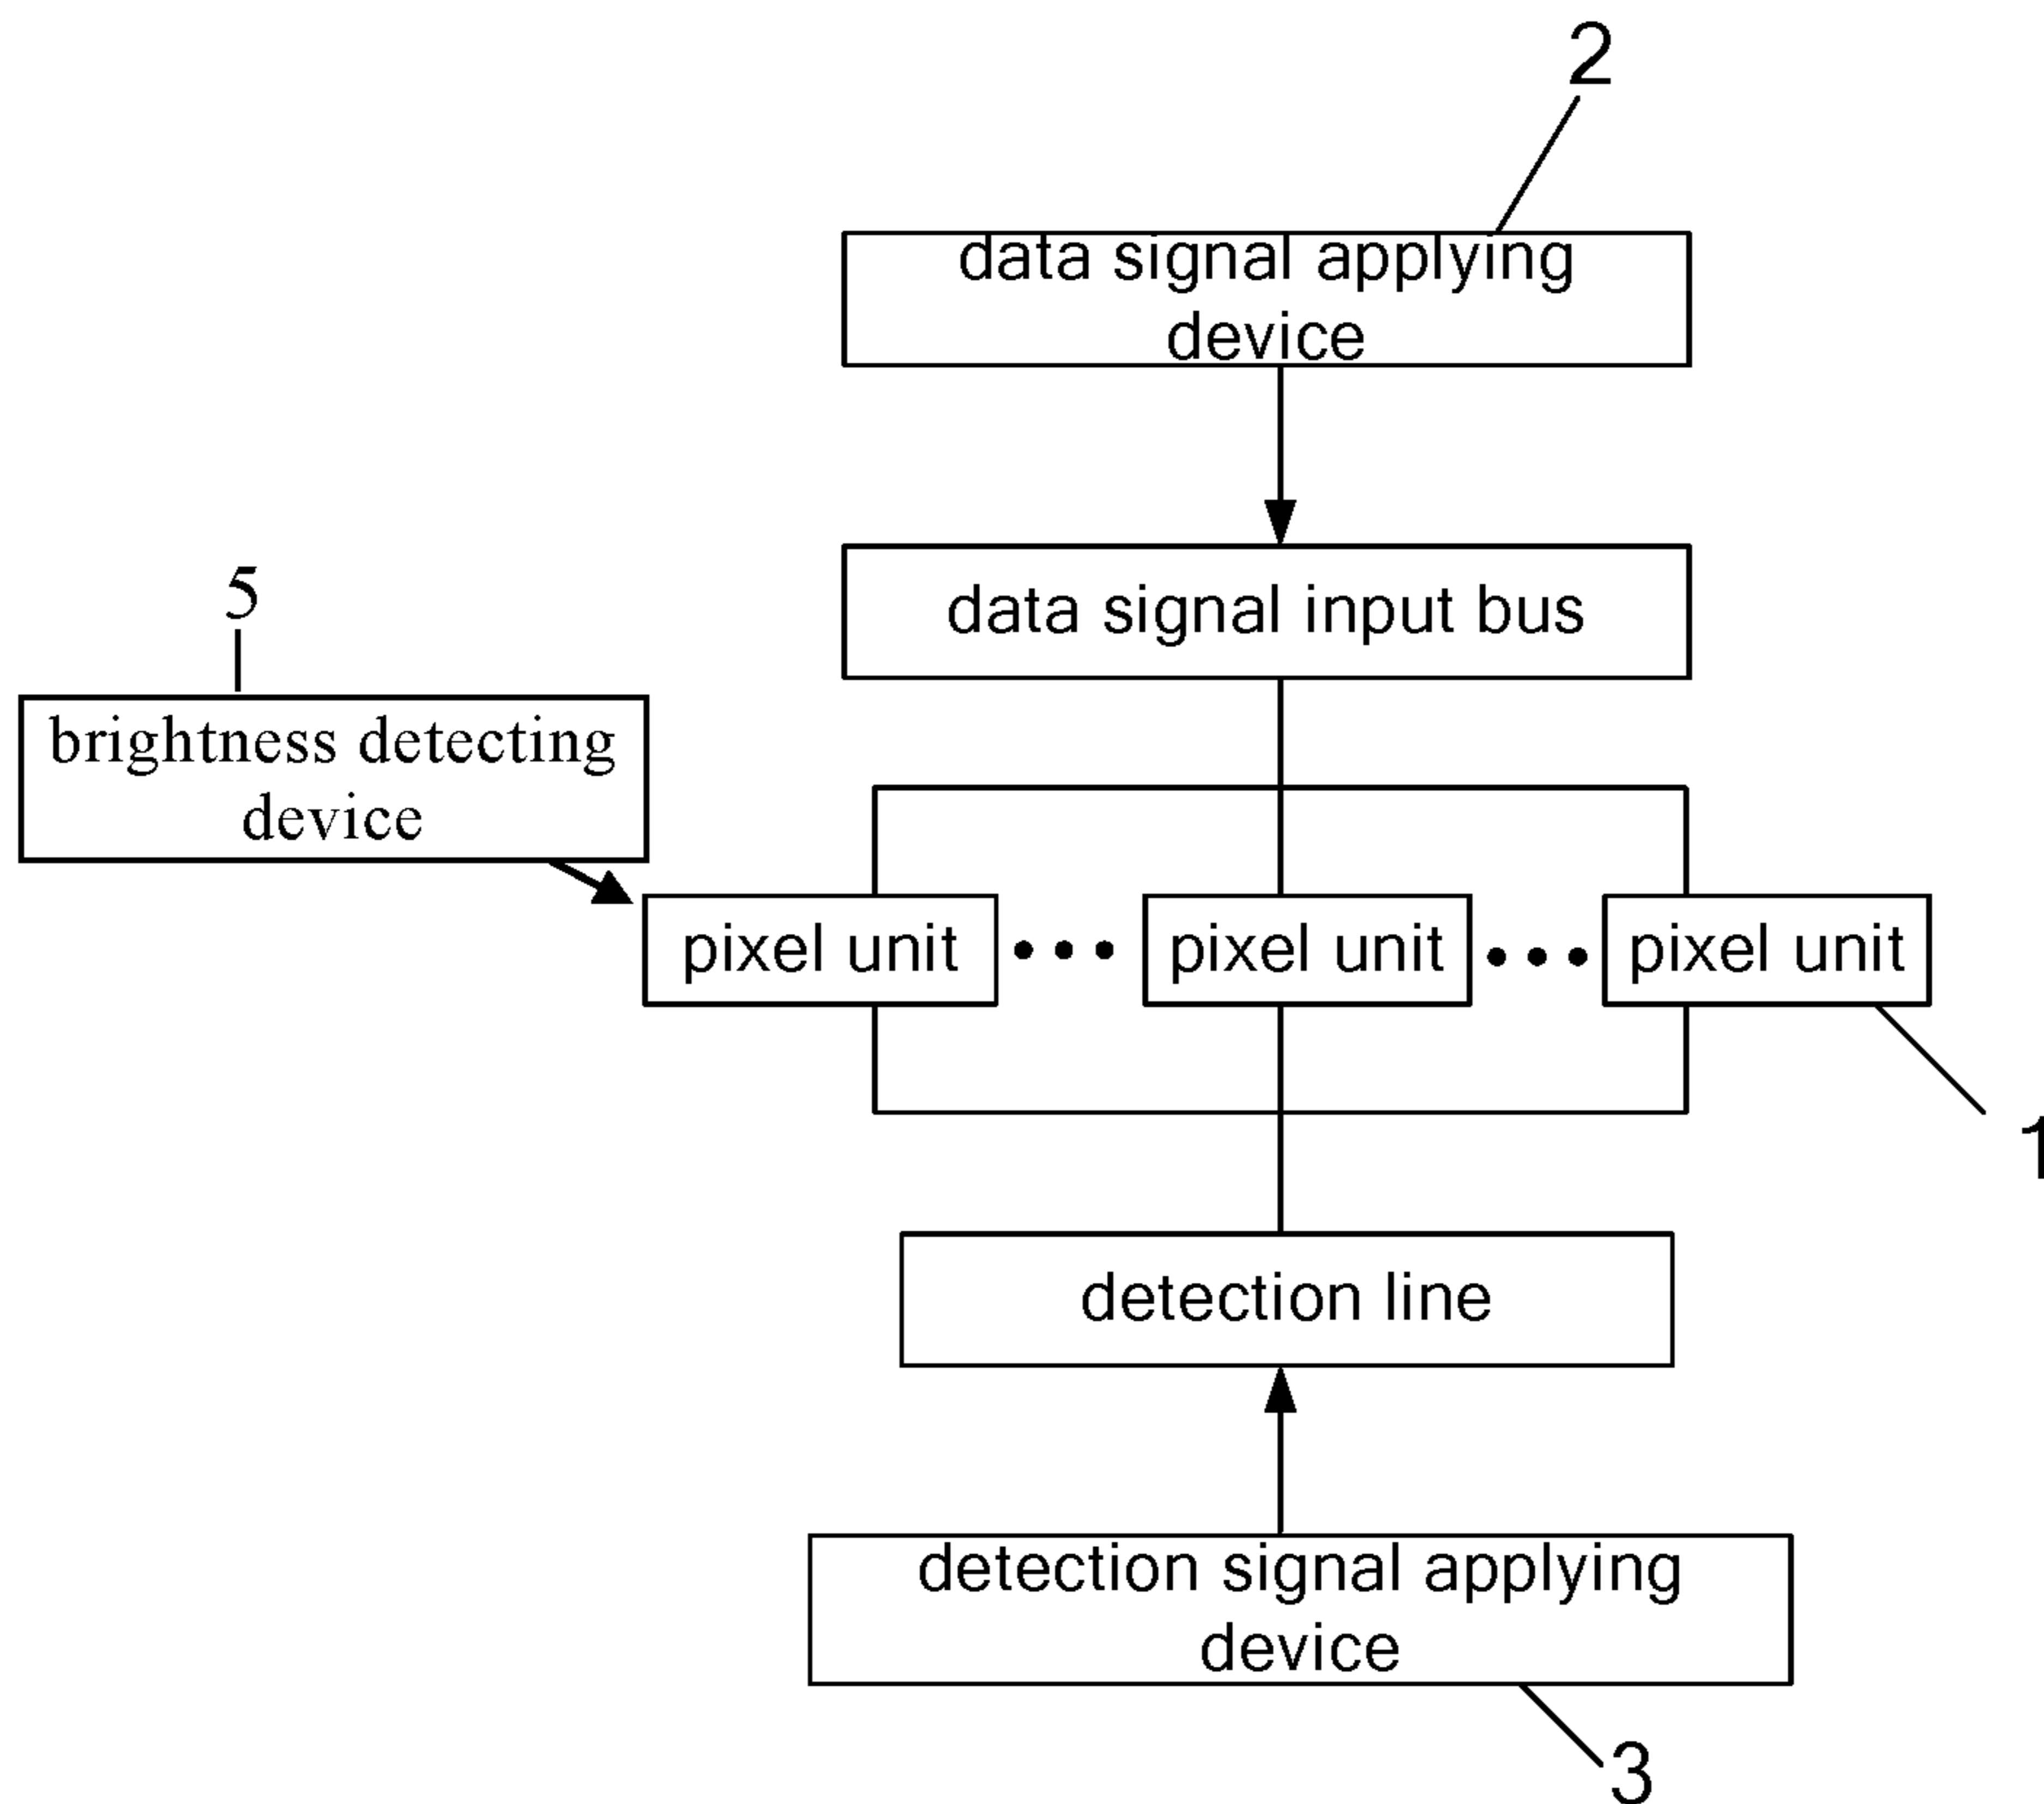 2
data signal applying
device
data signal input bus
5
brightness detecting
device
pixel unit ••• pixel unit ••• pixel unit
1
detection line
detection signal applying
device
3